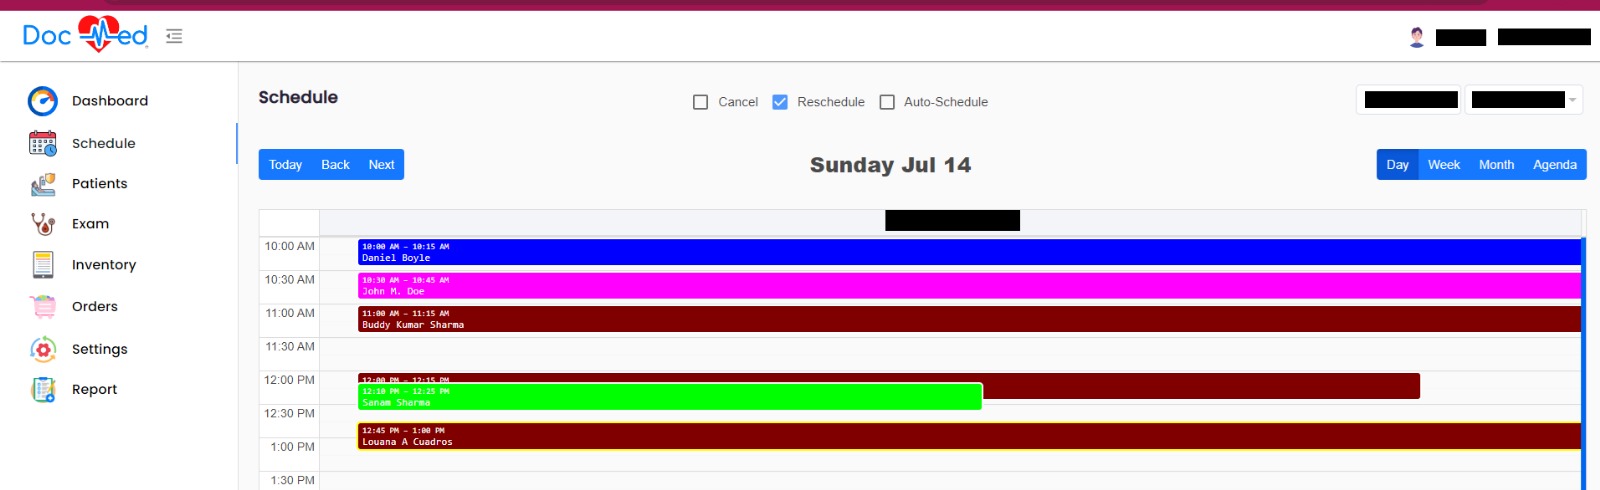 Doc Med
Dashboard
Schedule
Patients
Exam
Inventory
Orders
Settings
Report
Schedule
Cancel Reschedule Auto-Schedule
Today Back Next
Sunday Jul 14
Day Week Month Agenda
10:00 AM
10:00 AM – 10:15 AM
Daniel Boyle
10:30 AM
10:30 AM – 10:45 AM
John M. Doe
11:00 AM
11:00 AM – 11:15 AM
Buddy Kumar Sharma
11:30 AM
12:00 PM
12:00 PM – 12:15 PM
12:10 PM – 12:25 PM
Sanam Sharma
12:30 PM
12:45 PM – 1:00 PM
Louana A Cuadros
1:00 PM
1:30 PM